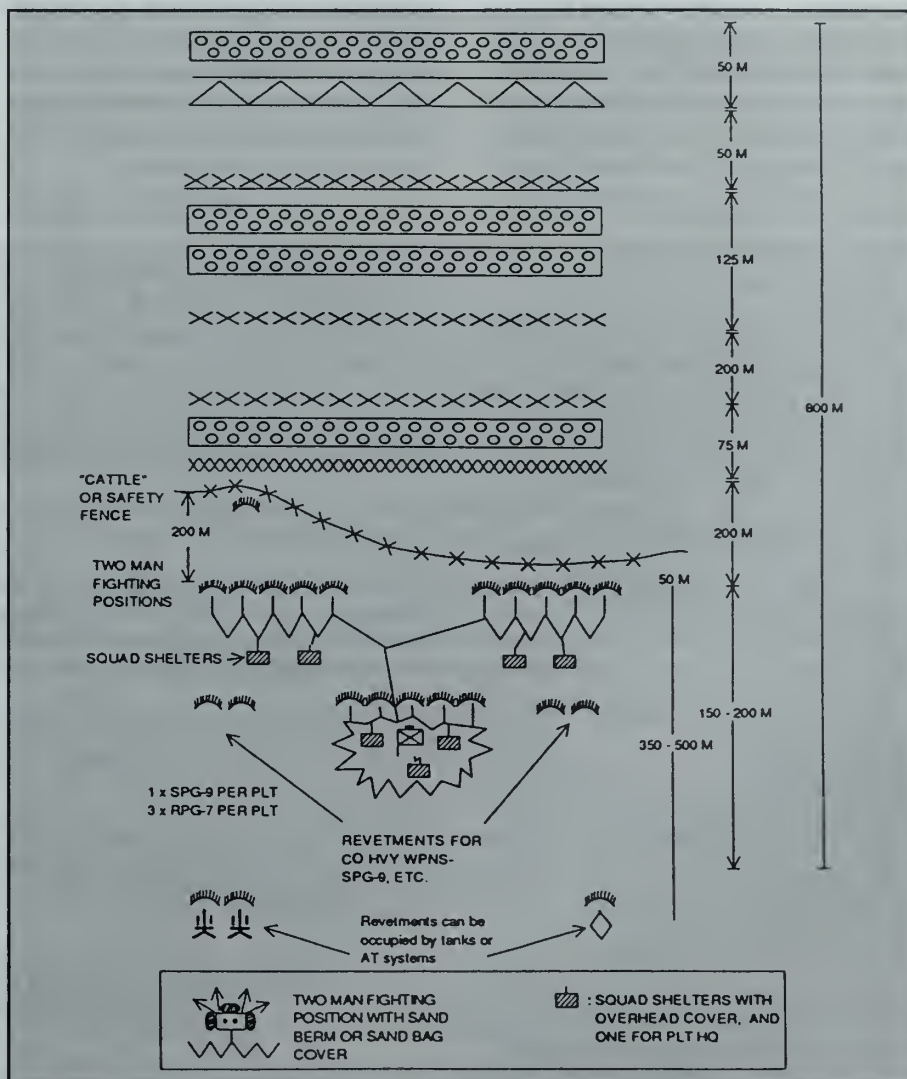 50 M
50 M
125 M
200 M
800 M
75 M
"CATTLE"
OR SAFETY
FENCE
200 M
200 M
TWO MAN
FIGHTING
POSITIONS
50 M
SQUAD SHELTERS
150 - 200 M
350 - 500 M
1 x SPG-9 PER PLT
3 x RPG-7 PER PLT
REVETMENTS FOR
CO HVY WPNS-
SPG-9, ETC.
Revetments can be
occupied by tanks or
AT systems
TWO MAN FIGHTING
POSITION WITH SAND
BERM OR SAND BAG
COVER
: SQUAD SHELTERS WITH
OVERHEAD COVER, AND
ONE FOR PLT HQ